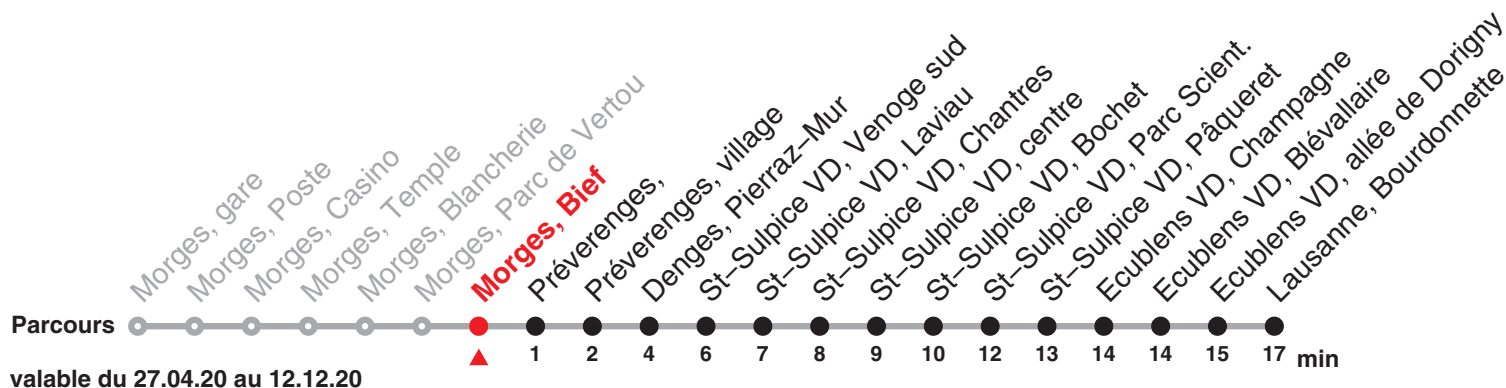 Morges, gare
Morges, Poste
Morges, Casino
Morges, Temple
Morges, Blancherie
Morges, Parc de Vertou
Morges, Bief
Préverenges,
Préverenges, village
Denges, Pierraz-Mur
St-Sulpice VD, Venoge sud
St-Sulpice VD, Laviau
St-Sulpice VD, Chantres
St-Sulpice VD, centre
St-Sulpice VD, Bochet
St-Sulpice VD, Parc Scient.
St-Sulpice VD, Pâqueret
Ecublens VD, Champagne
Ecublens VD, Blévallaire
Ecublens VD, allée de Dorigny
Lausanne, Bourdonnette
Parcours
1 2 4 6 7 8 9 10 12 13 14 14 15 17 min
valable du 27.04.20 au 12.12.20